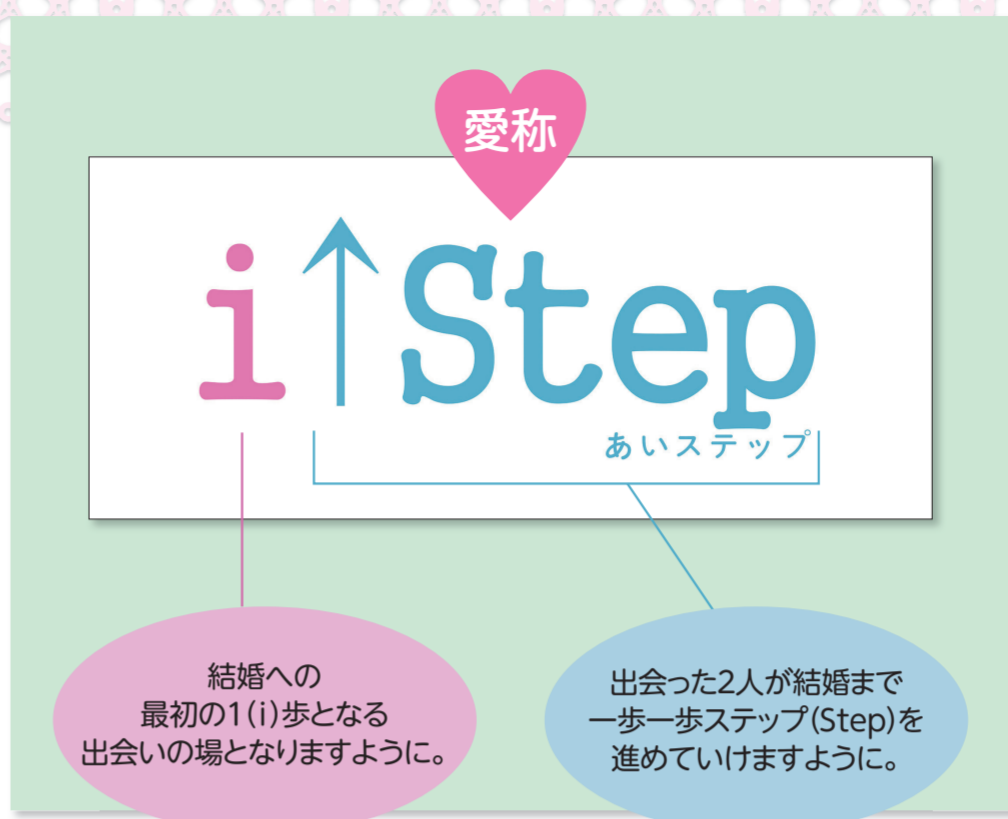 愛称
i↑Step
あいステップ
結婚への
最初の1(i)歩となる
出会いの場となりますように。
出会った2人が結婚まで
一歩一歩ステップ(Step)を
進めていけますように。